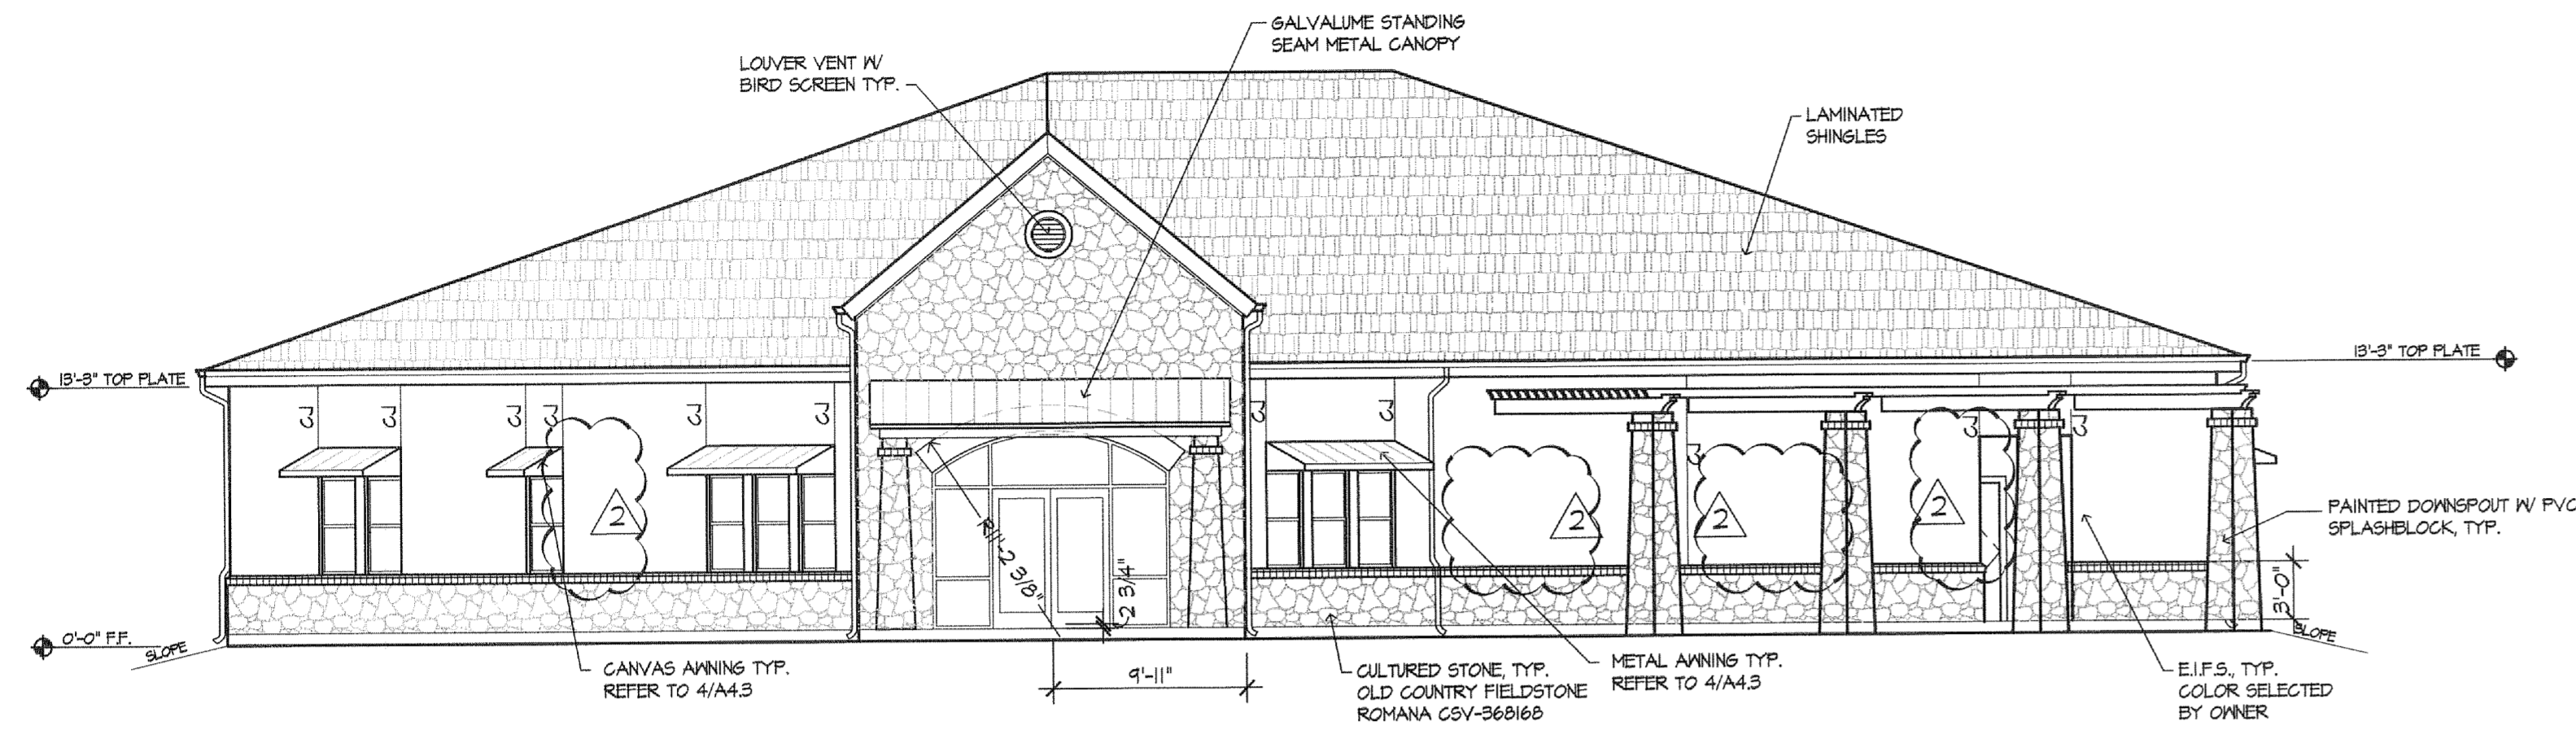 GALVALUME STANDING
SEAM METAL CANOPY
LOUVER VENT W/
BIRD SCREEN TYP.
LAMINATED
SHINGLES
13'-3" TOP PLATE
13'-3" TOP PLATE
3
3
3
3
3
3
3
3
3
3
3
2
2
2
2
R11'-2 3/8"
2 3/4"
PAINTED DOWNSPOUT W/ PVC
SPLASHBLOCK, TYP.
3'-0"
0'-0" F.F.
SLOPE
SLOPE
CANVAS AWNING TYP.
REFER TO 4/A4.3
9'-11"
CULTURED STONE, TYP.
OLD COUNTRY FIELDSTONE
ROMANA CSV-368168
METAL AWNING TYP.
REFER TO 4/A4.3
E.I.F.S., TYP.
COLOR SELECTED
BY OWNER